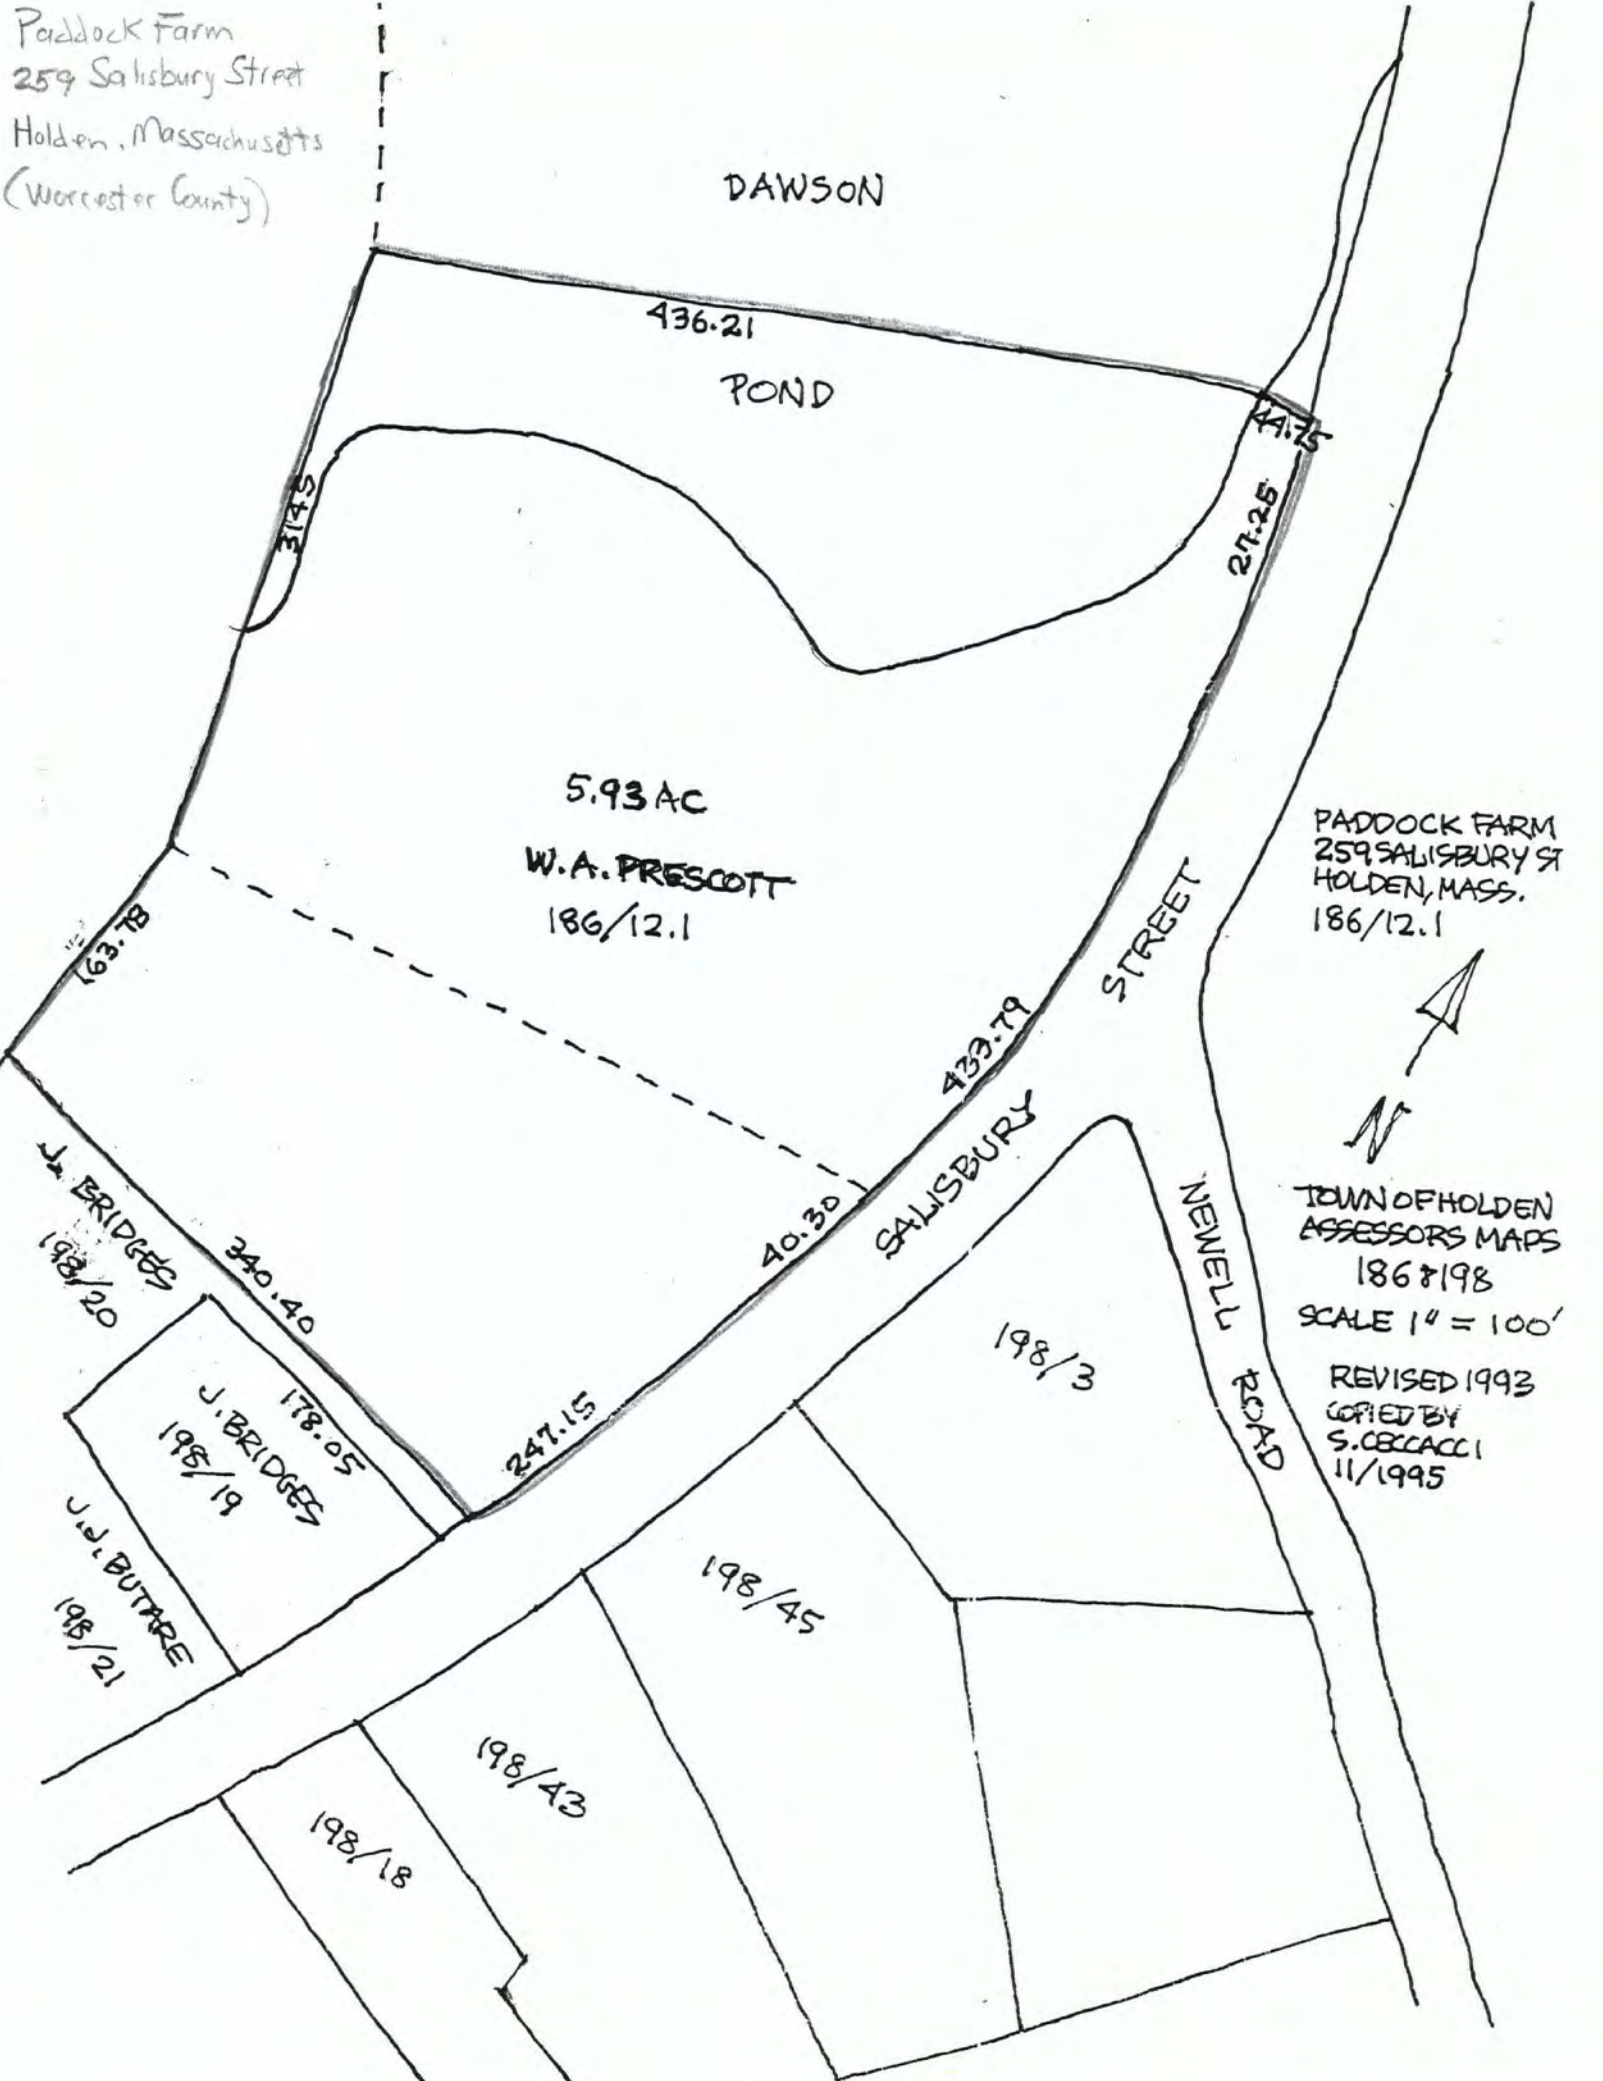 Paddock Farm
259 Salisbury Street
Holden, Massachusetts
(Worcester County)
DAWSON
436.21
POND
44.75
27.25
3145
5.93 AC
W.A. PRESCOTT
186/12.1
63.78
439.79
STREET
SALISBURY
40.30
247.15
340.40
178.05
BRIDGES
198/20
J. BRIDGES
198/19
J.J. BUTARE
198/21
PADDOCK FARM
259 SALISBURY ST
HOLDEN, MASS.
186/12.1
N
TOWN OF HOLDEN
ASSESSORS MAPS
186 & 198
SCALE 1" = 100'
REVISED 1993
COPIED BY
S. CECCACCI
11/1995
NEWELL
ROAD
198/3
198/45
198/43
198/18